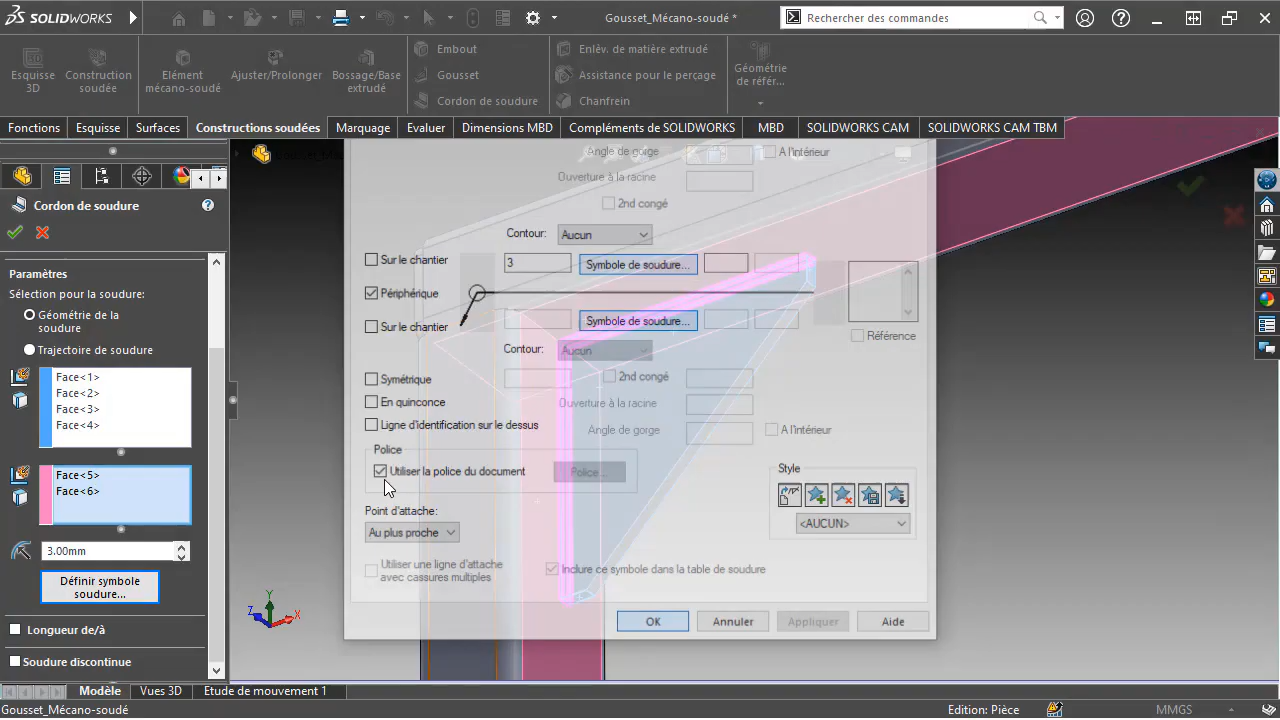 SOLIDWORKS
Gousset_Mécano-soudé *
Rechercher des commandes
Esquisse
3D
Construction
soudée
Elément
mécano-soudé
Ajuster/Prolonger
Bossage/Base
extrudé
Embout
Gousset
Cordon de soudure
Enlèv. de matière extrudé
Assistance pour le perçage
Chanfrein
Géométrie
de référ...
Fonctions
Esquisse
Surfaces
Constructions soudées
Marquage
Evaluer
Dimensions MBD
Compléments de SOLIDWORKS
MBD
SOLIDWORKS CAM
SOLIDWORKS CAM TBM
Cordon de soudure
Paramètres
Sélection pour la soudure:
Géométrie de la
soudure
Trajectoire de soudure
Face<1>
Face<2>
Face<3>
Face<4>
Face<5>
Face<6>
3.00mm
Définir symbole
soudure...
Longueur de/à
Soudure discontinue
Angle de gorge
A l'intérieur
Ouverture à la racine
2nd congé
Contour:
Aucun
Sur le chantier
3
Symbole de soudure...
Périphérique
Sur le chantier
Symbole de soudure...
Référence
Contour:
Aucun
Symétrique
2nd congé
En quinconce
Ouverture à la racine
Ligne d'identification sur le dessus
Angle de gorge
A l'intérieur
Police
Utiliser la police du document
Police...
Style
<AUCUN>
Point d'attache:
Au plus proche
Utiliser une ligne d'attache
avec cassures multiples
Inclure ce symbole dans la table de soudure
OK
Annuler
Appliquer
Aide
Y
Z
X
Modèle
Vues 3D
Etude de mouvement 1
Gousset_Mécano-soudé
Edition: Pièce
MMGS